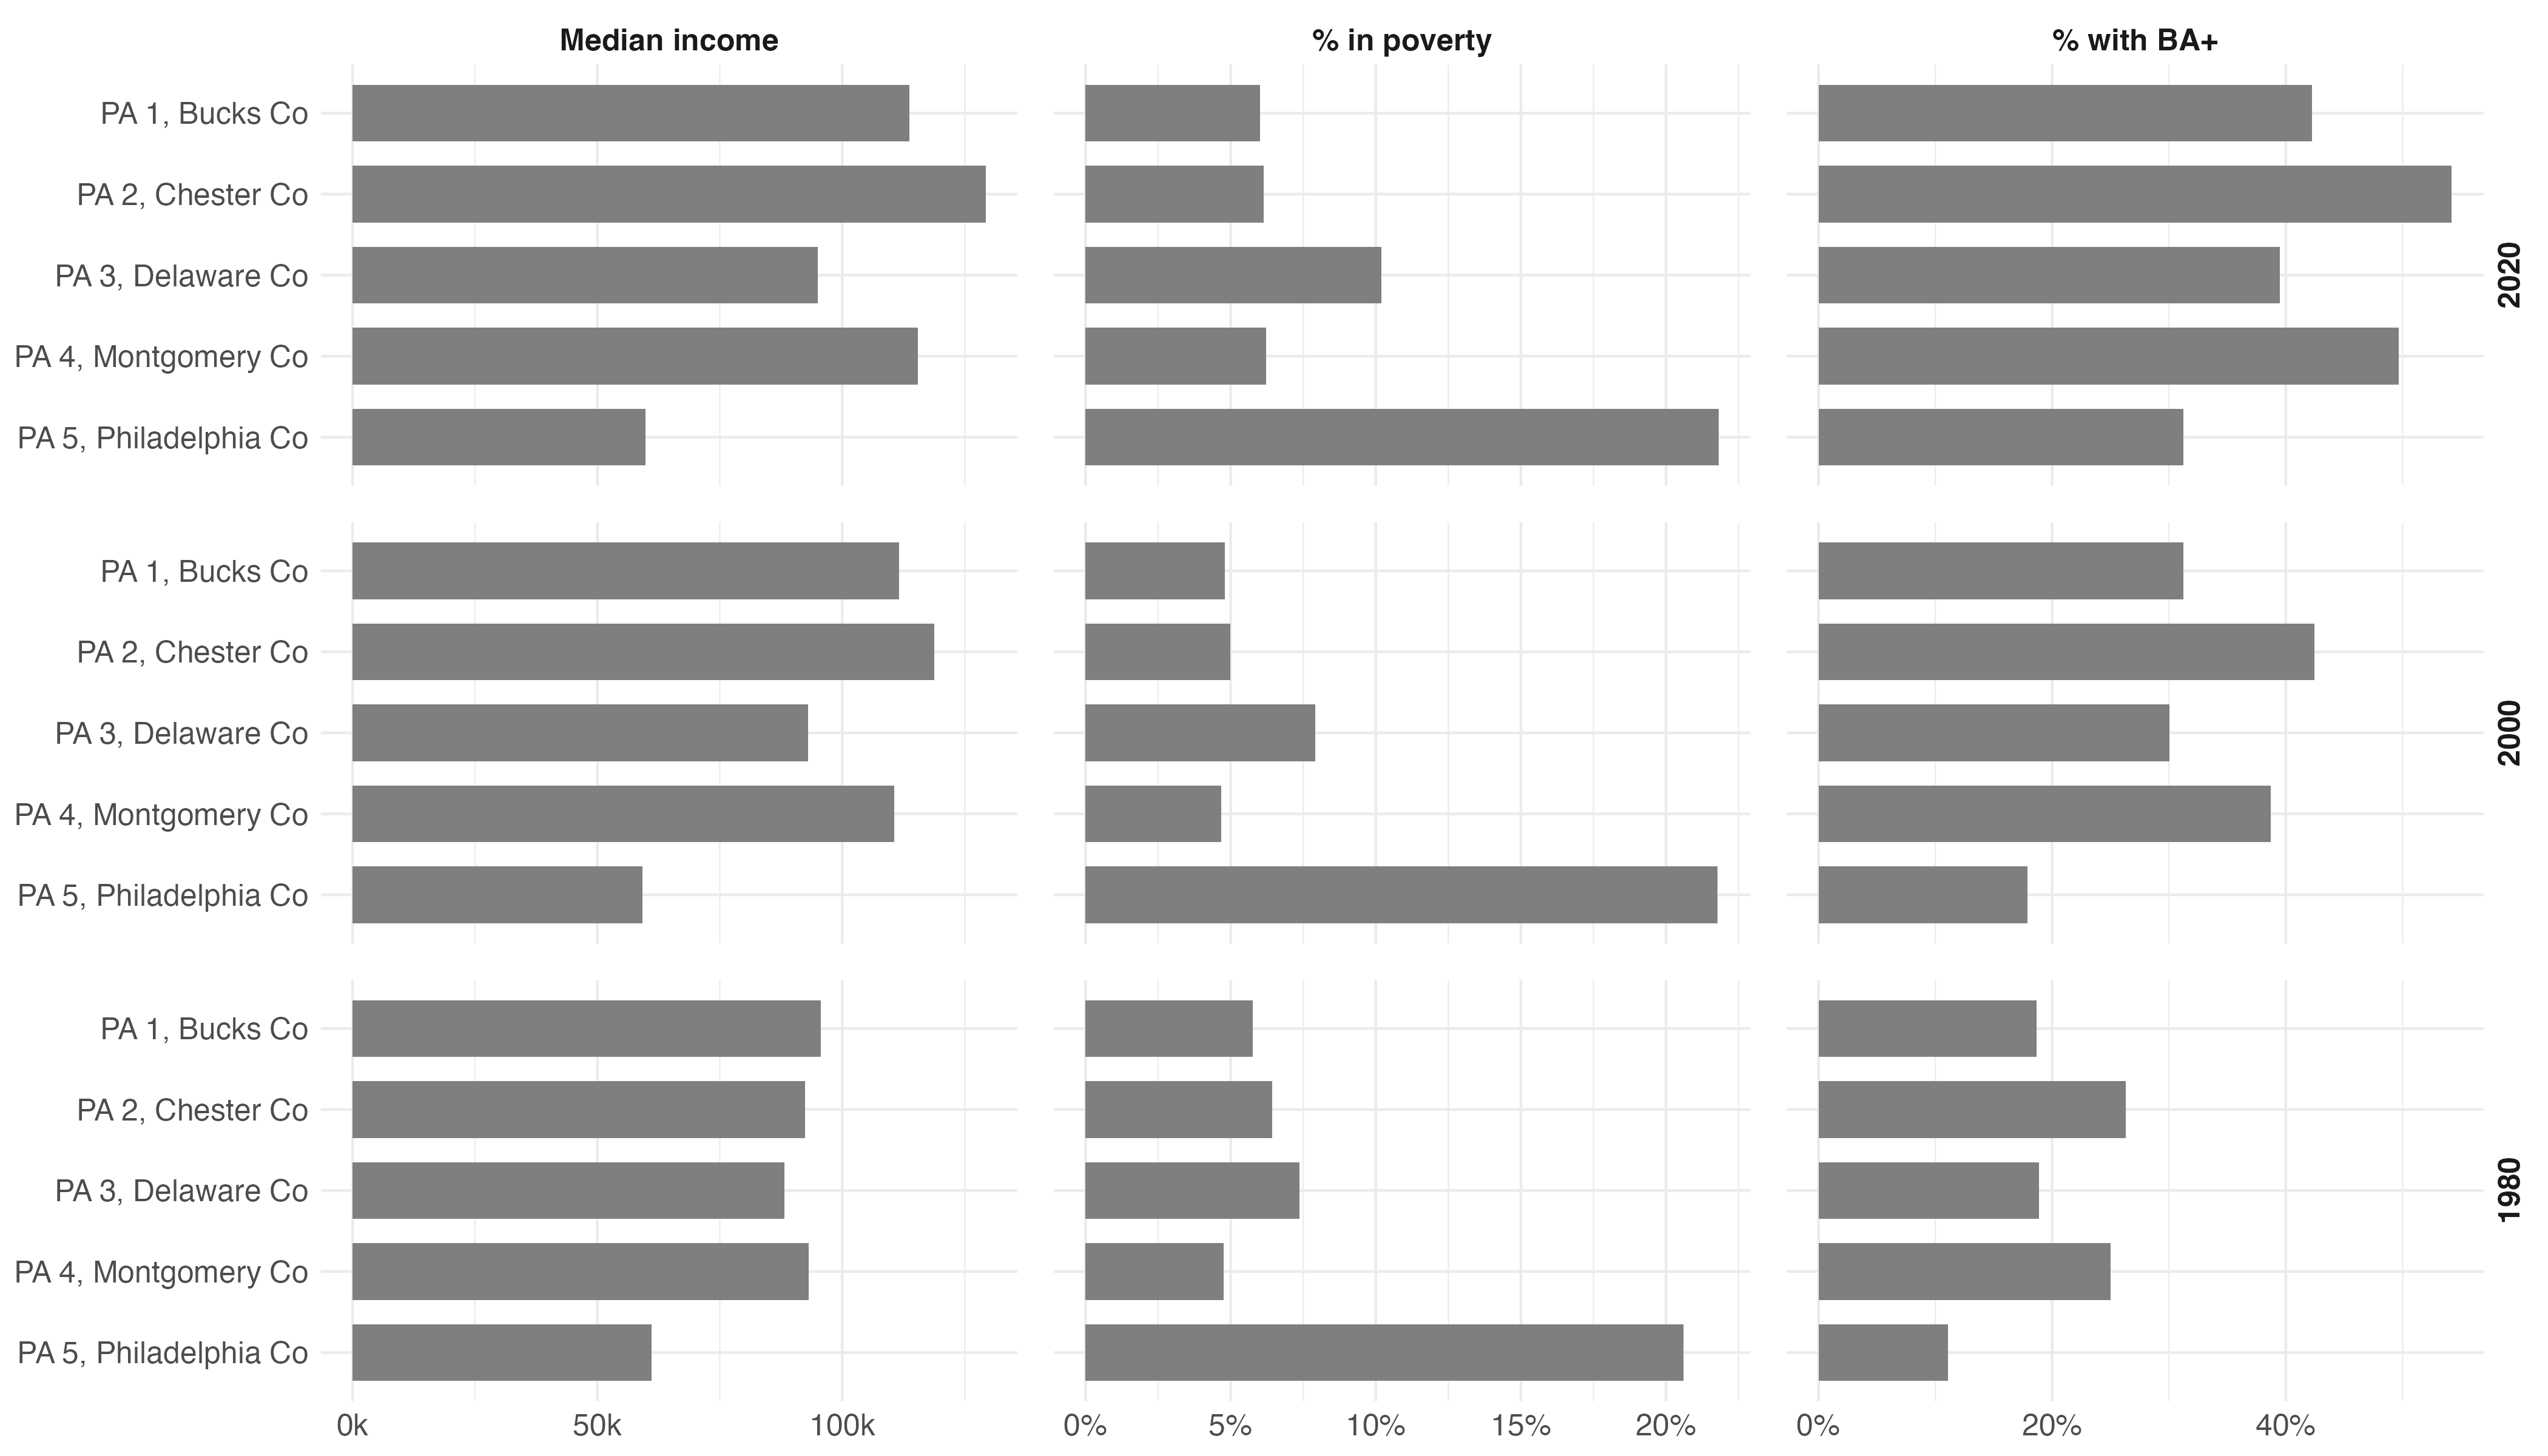 Median income
% in poverty
% with BA+
PA 1, Bucks Co
PA 2, Chester Co
PA 3, Delaware Co
PA 4, Montgomery Co
PA 5, Philadelphia Co
2020
PA 1, Bucks Co
PA 2, Chester Co
PA 3, Delaware Co
PA 4, Montgomery Co
PA 5, Philadelphia Co
2000
PA 1, Bucks Co
PA 2, Chester Co
PA 3, Delaware Co
PA 4, Montgomery Co
PA 5, Philadelphia Co
1980
0k 50k 100k
0% 5% 10% 15% 20%
0% 20% 40%